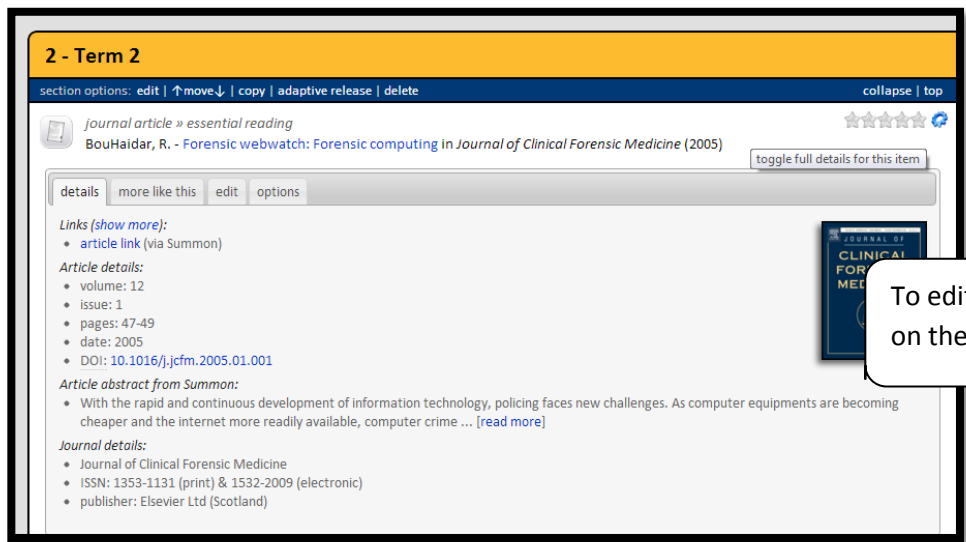 2 - Term 2
section options: edit | ↑move↓ | copy | adaptive release | delete collapse | top
journal article » essential reading
BouHaidar, R. - Forensic webwatch: Forensic computing in Journal of Clinical Forensic Medicine (2005)
toggle full details for this item
details more like this edit options
Links (show more):
• article link (via Summon)
Article details:
• volume: 12
• issue: 1
• pages: 47-49
• date: 2005
• DOI: 10.1016/j.jcfm.2005.01.001
JOURNAL OF
CLINICAL
FOR
MED
To edit
on the
Article abstract from Summon:
• With the rapid and continuous development of information technology, policing faces new challenges. As computer equipments are becoming
cheaper and the internet more readily available, computer crime ... [read more]
Journal details:
• Journal of Clinical Forensic Medicine
• ISSN: 1353-1131 (print) & 1532-2009 (electronic)
• publisher: Elsevier Ltd (Scotland)